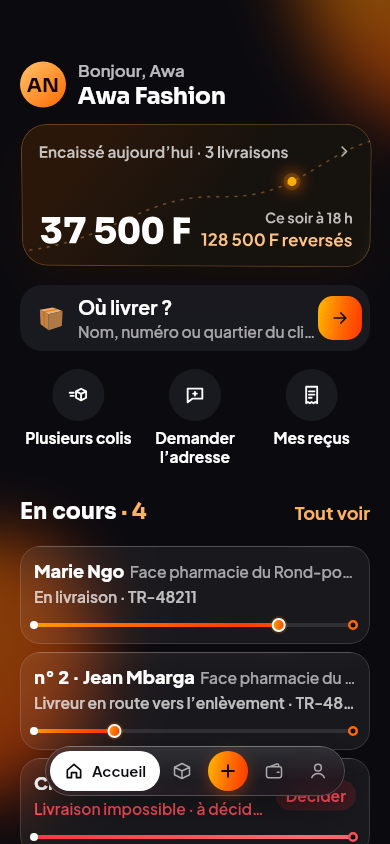 Bonjour, Awa
AN
Awa Fashion
Encaissé aujourd’hui · 3 livraisons
Ce soir à 18 h
37 500 F
128 500 F reversés
Où livrer ?
Nom, numéro ou quartier du cli…
Plusieurs colis
Demander
l’adresse
Mes reçus
En cours · 4
Tout voir
Marie Ngo Face pharmacie du Rond-po…
En livraison · TR-48211
n° 2 · Jean Mbarga Face pharmacie du …
Livreur en route vers l’enlèvement · TR-48…
Accueil
Décider
Livraison impossible · à décid…